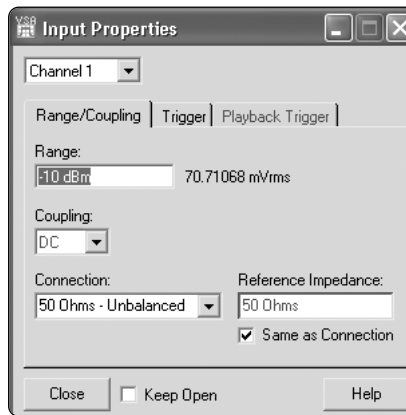 VSA
Input Properties
Channel 1
Range/Coupling Trigger Playback Trigger
Range:
-10 dBm 70.71068 mVrms
Coupling:
DC
Connection: Reference Impedance:
50 Ohms - Unbalanced 50 Ohms
Same as Connection
Close Keep Open Help